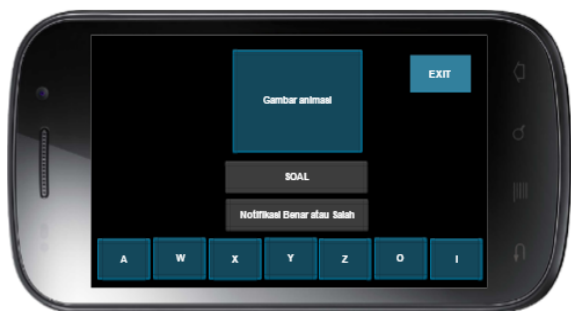 EXIT
Gambar animasi
SOAL
Notifikasi Benar atau Salah
A W X Y Z O I